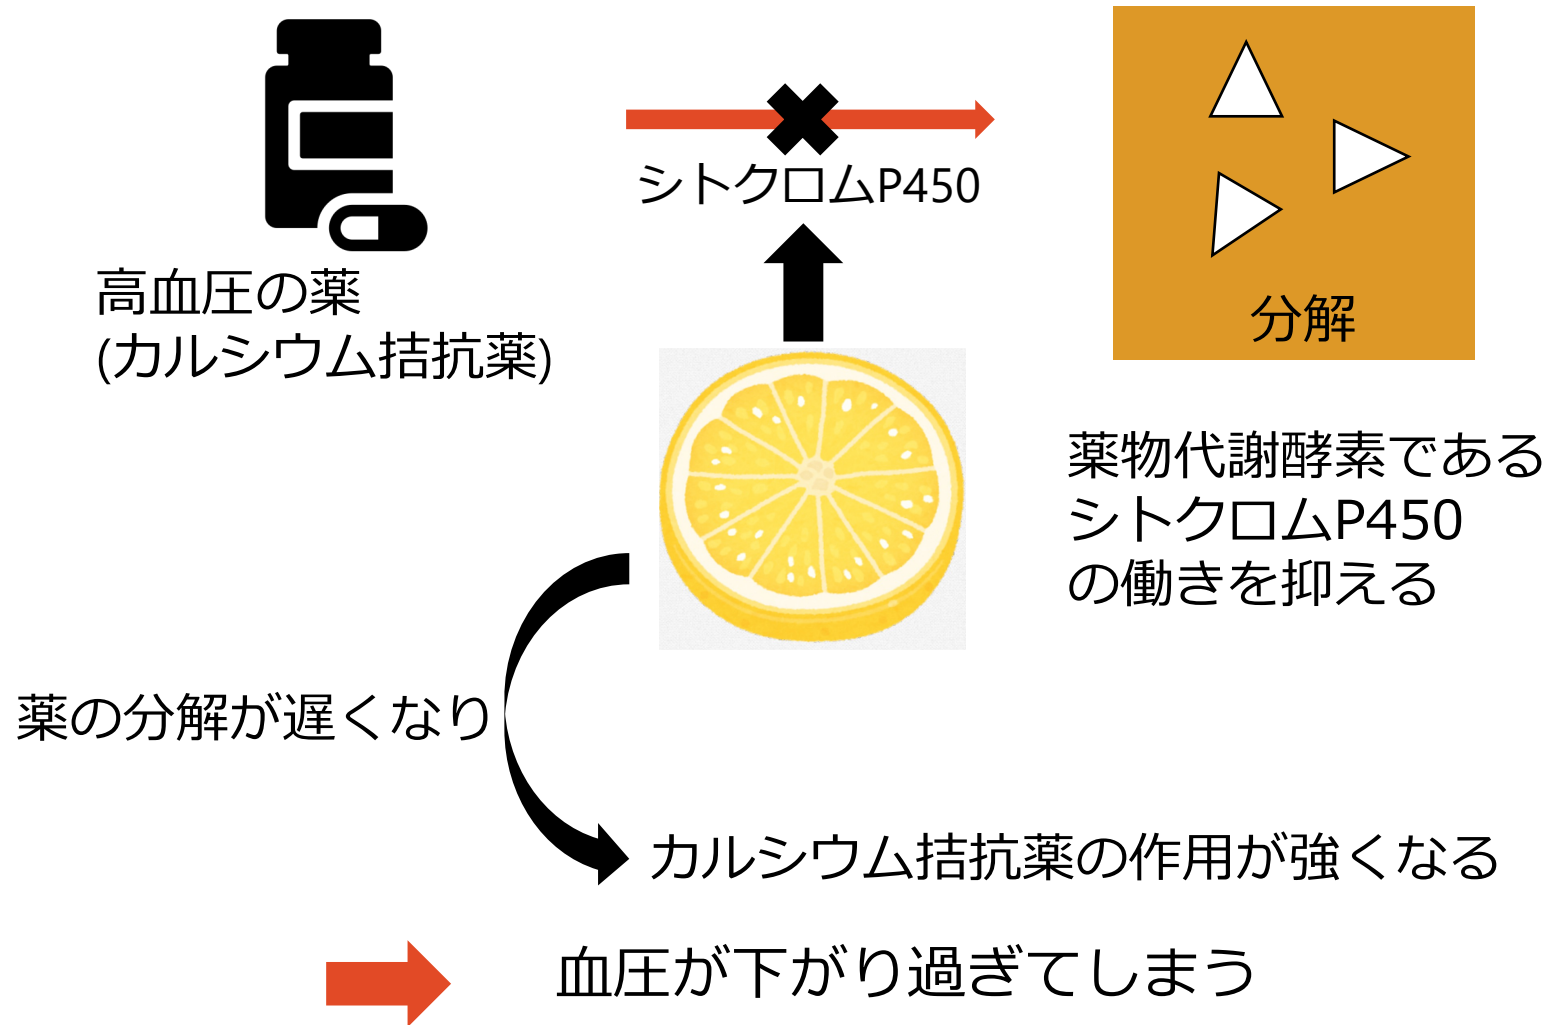 シトクロムP450
高血圧の薬
(カルシウム拮抗薬)
分解
薬物代謝酵素である
シトクロムP450
の働きを抑える
薬の分解が遅くなり
カルシウム拮抗薬の作用が強くなる
血圧が下がり過ぎてしまう